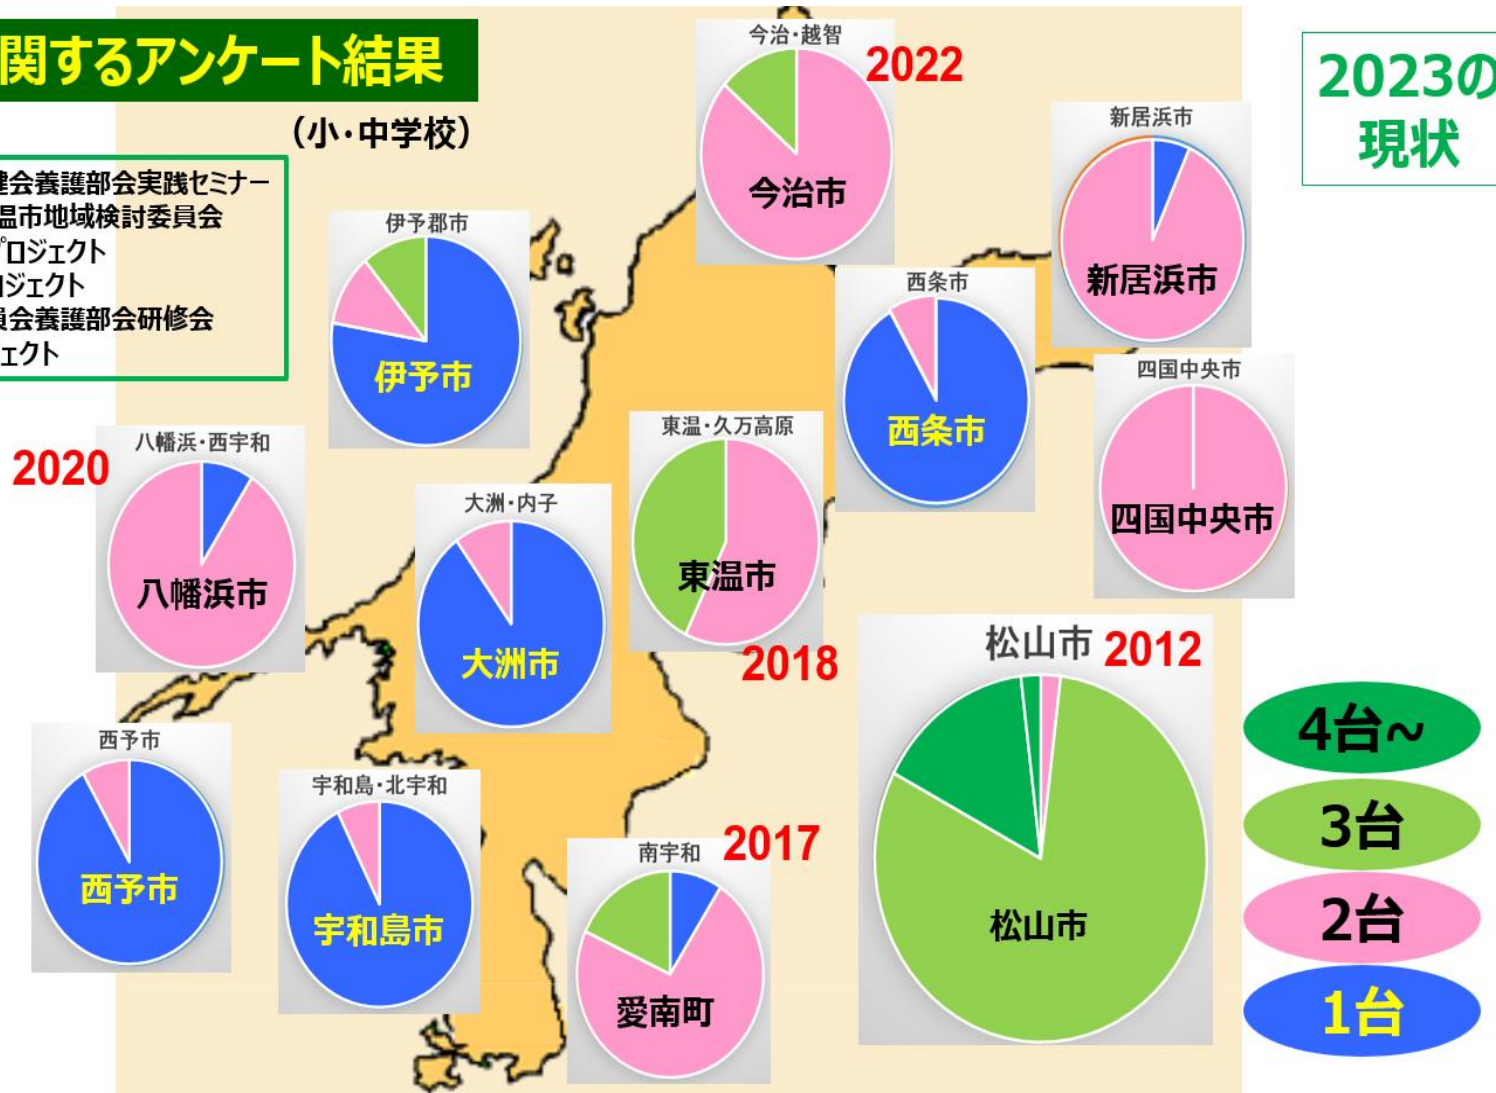 関するアンケート結果
(小・中学校)
健会養護部会実践セミナー
温市地域検討委員会
プロジェクト
ロジェクト
員会養護部会研修会
ェクト
2023の
現状
今治・越智
2022
今治市
新居浜市
新居浜市
伊予郡市
伊予市
西条市
西条市
四国中央市
四国中央市
2020
八幡浜・西宇和
八幡浜市
大洲・内子
大洲市
東温・久万高原
東温市
2018
松山市
2012
松山市
西予市
西予市
宇和島・北宇和
宇和島市
南宇和
2017
愛南町
4台~
3台
2台
1台